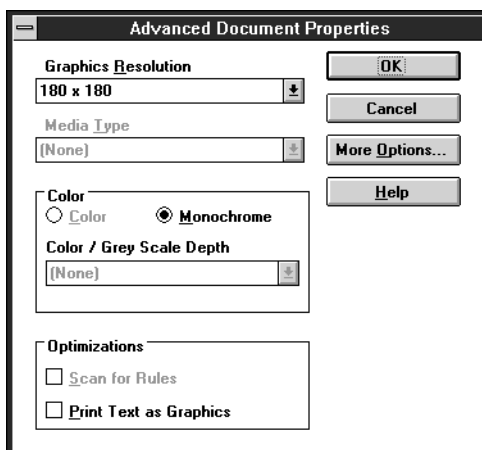 Advanced Document Properties
Graphics Resolution
180 x 180
Media Type
(None)
OK
Cancel
More Options...
Help
Color
Color Monochrome
Color / Grey Scale Depth
(None)
Optimizations
Scan for Rules
Print Text as Graphics